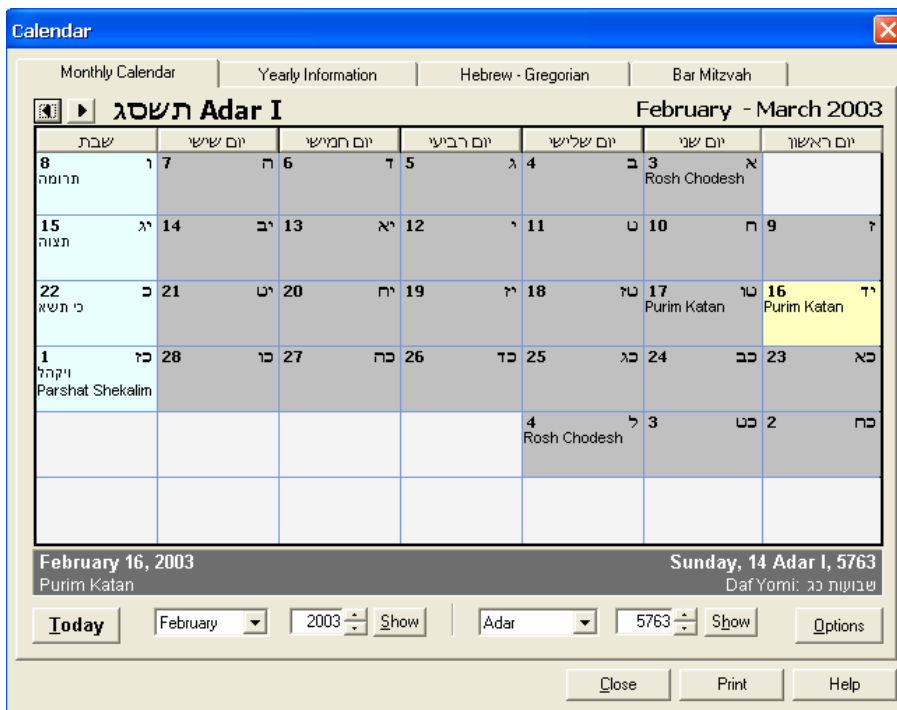 Calendar
Monthly Calendar Yearly Information Hebrew - Gregorian Bar Mitzvah
תשסג Adar I February - March 2003
יום ראשון יום שני יום שלישי יום רביעי יום חמישי יום שישי שבת
8 ו 7 ה 6 ד 5 ג 4 ב 3 א
תרומה Rosh Chodesh
15 יג 14 יב 13 יא 12 י 11 ט 10 ח 9 ז
תצוה
22 כ 21 יט 20 יח 19 יז 18 טז 17 טו 16 יד
כי תשא Purim Katan Purim Katan
1 כז 28 כו 27 כה 26 כד 25 כג 24 כב 23 כא
ויקהל
Parshat Shekalim
4 ל 3 כט 2 כח
Rosh Chodesh
February 16, 2003 Sunday, 14 Adar I, 5763
Purim Katan Daf Yomi: שבועות כג
Today February 2003 Show Adar 5763 Show Options
Close Print Help